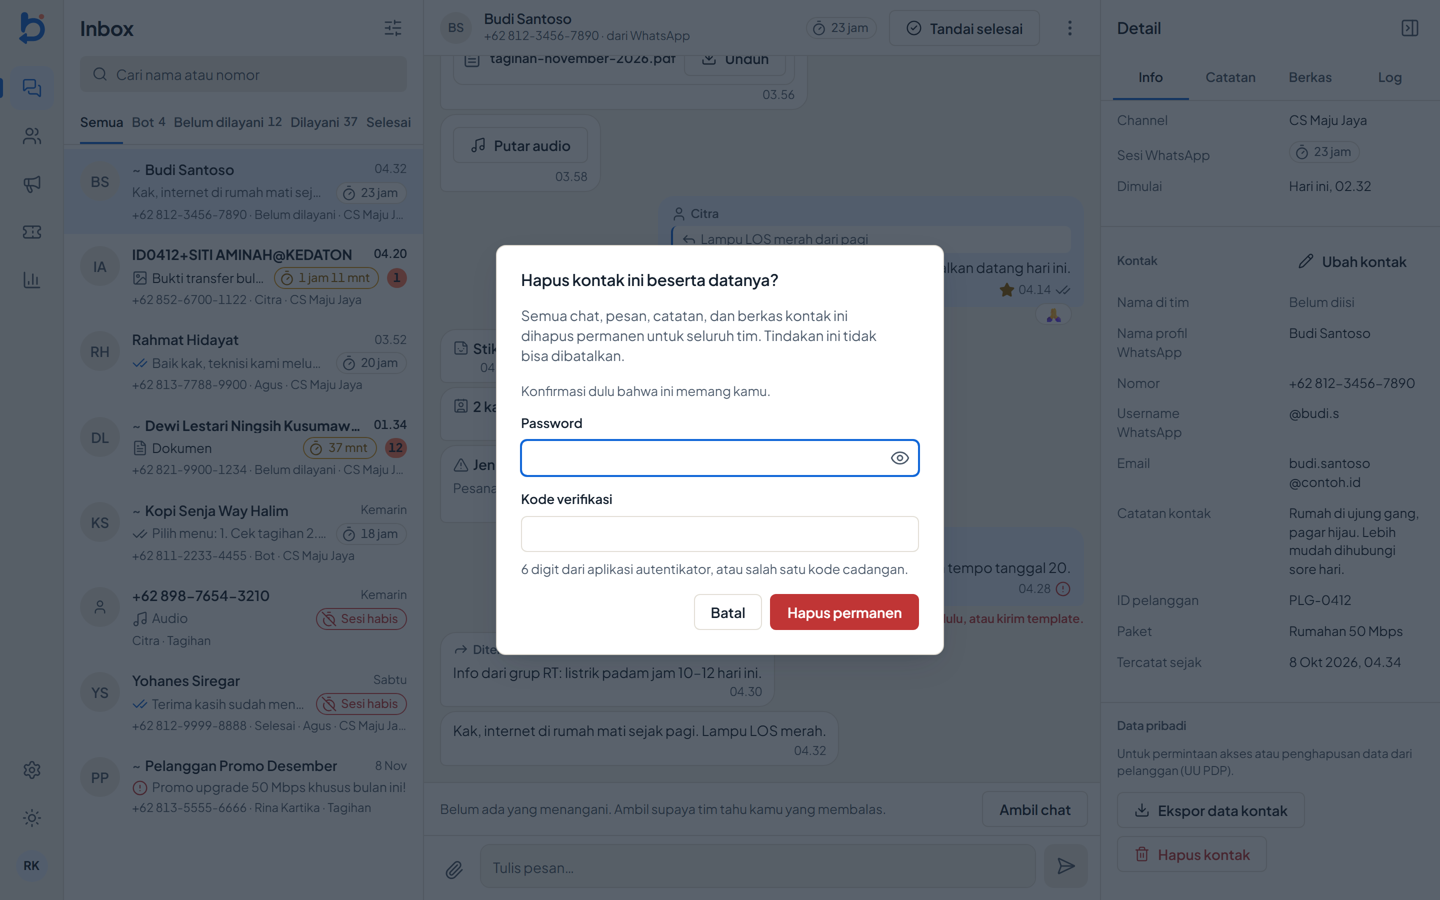 Inbox
Cari nama atau nomor
Semua Bot 4 Belum dilayani 12 Dilayani 37 Selesai
BS
~ Budi Santoso 04.32
Kak, internet di rumah mati sej... 23 jam
+62 812-3456-7890 · Belum dilayani · CS Maju J...
IA
ID0412+SITI AMINAH@KEDATON 04.20
Bukti transfer bul... 1 jam 11 mnt 1
+62 852-6700-1122 · Citra · CS Maju Jaya
RH
Rahmat Hidayat 03.52
Baik kak, teknisi kami melu... 20 jam
+62 813-7788-9900 · Agus · CS Maju Jaya
DL
~ Dewi Lestari Ningsih Kusumaw... 01.34
Dokumen 37 mnt 12
+62 821-9900-1234 · Belum dilayani · CS Maju J...
KS
~ Kopi Senja Way Halim Kemarin
Pilih menu: 1. Cek tagihan 2.... 18 jam
+62 811-2233-4455 · Bot · CS Maju Jaya
+62 898-7654-3210 Kemarin
Audio Sesi habis
Citra · Tagihan
YS
Yohanes Siregar Sabtu
Terima kasih sudah men... Sesi habis
+62 812-9999-8888 · Selesai · Agus · CS Maju Ja...
PP
~ Pelanggan Promo Desember 8 Nov
Promo upgrade 50 Mbps khusus bulan ini!
+62 813-5555-6666 · Rina Kartika · Tagihan
RK
BS
Budi Santoso
+62 812-3456-7890 · dari WhatsApp
23 jam
Tandai selesai
tagihan-november-2026.pdf Unduh
03.56
Putar audio
03.58
Citra
Lampu LOS merah dari pagi
lkan datang hari ini.
04.14
🙏
Stik
04
2 ka
Jen
Pesana
tempo tanggal 20.
04.28
lulu, atau kirim template.
Dite
Info dari grup RT: listrik padam jam 10–12 hari ini.
04.30
Kak, internet di rumah mati sejak pagi. Lampu LOS merah.
04.32
Belum ada yang menangani. Ambil supaya tim tahu kamu yang membalas.
Ambil chat
Tulis pesan...
Hapus kontak ini beserta datanya?
Semua chat, pesan, catatan, dan berkas kontak ini
dihapus permanen untuk seluruh tim. Tindakan ini tidak
bisa dibatalkan.
Konfirmasi dulu bahwa ini memang kamu.
Password
Kode verifikasi
6 digit dari aplikasi autentikator, atau salah satu kode cadangan.
Batal
Hapus permanen
Detail
Info Catatan Berkas Log
Channel CS Maju Jaya
Sesi WhatsApp 23 jam
Dimulai Hari ini, 02.32
Kontak Ubah kontak
Nama di tim Belum diisi
Nama profil WhatsApp Budi Santoso
Nomor +62 812-3456-7890
Username WhatsApp @budi.s
Email budi.santoso
@contoh.id
Catatan kontak Rumah di ujung gang,
pagar hijau. Lebih
mudah dihubungi
sore hari.
ID pelanggan PLG-0412
Paket Rumahan 50 Mbps
Tercatat sejak 8 Okt 2026, 04.34
Data pribadi
Untuk permintaan akses atau penghapusan data dari
pelanggan (UU PDP).
Ekspor data kontak
Hapus kontak